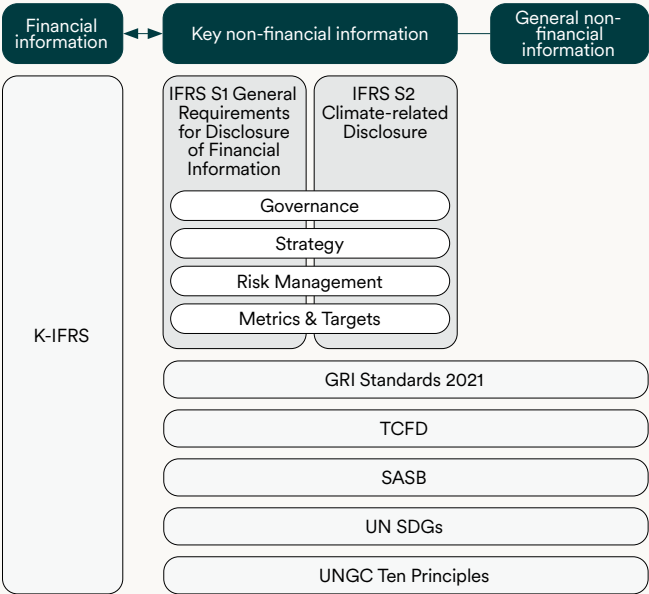 Financial
information
Key non-financial information
General non-
financial
information
IFRS S1 General
Requirements
for Disclosure
of Financial
Information
IFRS S2
Climate-related
Disclosure
Governance
Strategy
Risk Management
Metrics & Targets
K-IFRS
GRI Standards 2021
TCFD
SASB
UN SDGs
UNGC Ten Principles